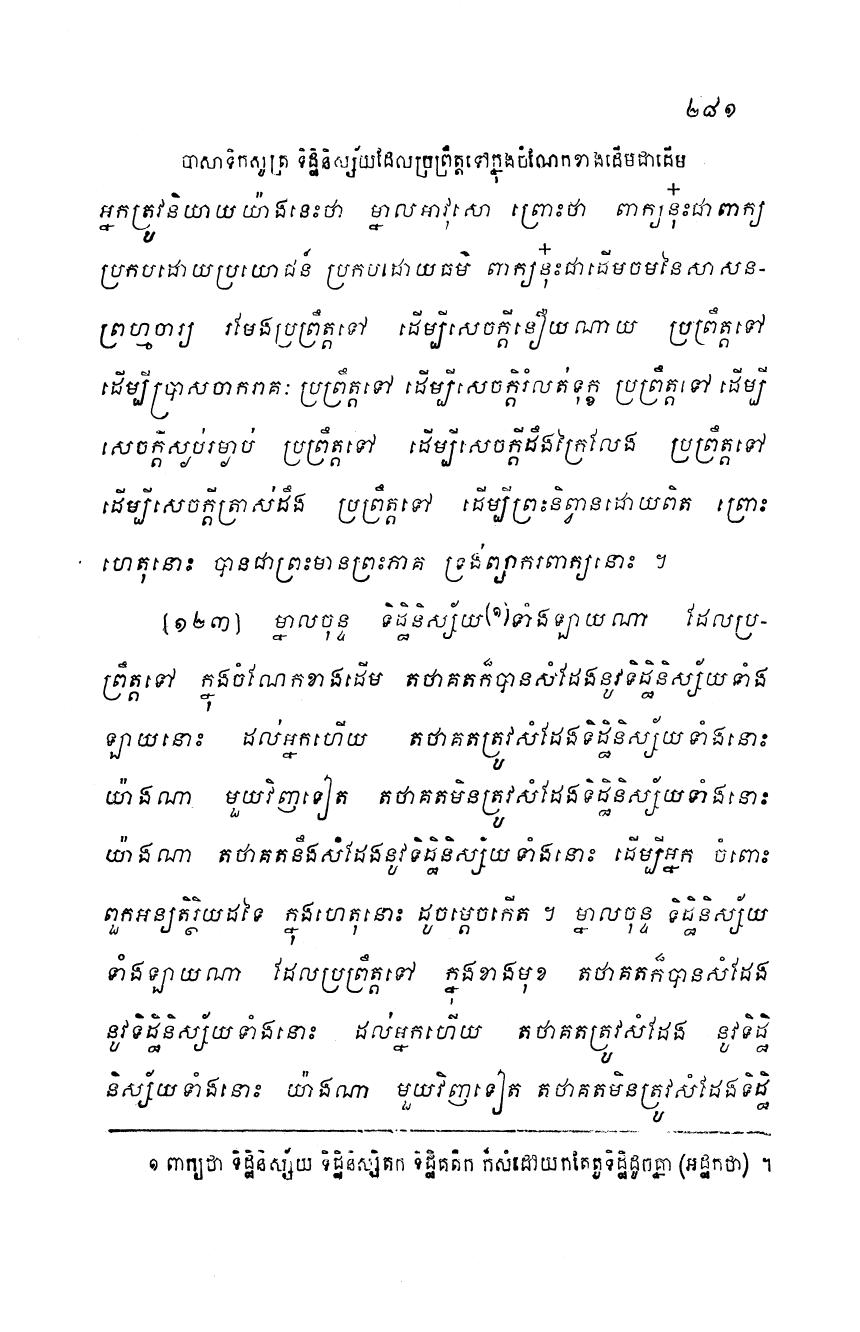 ២៨១
បាសាទិកសូត្រ ទិដ្ឋិនិស្ស័យដែលប្រព្រឹត្តទៅក្នុងចំណែកខាងដើមជាដើម
អ្នកត្រូវនិយាយយ៉ាងនេះថា ម្នាលអាវុសោ ព្រោះថា ពាក្យនុ៎ះជាពាក្យ
ប្រកបដោយប្រយោជន៍ ប្រកបដោយធម៌ ពាក្យនុ៎ះជាដើមចមនៃសាសន-
ព្រហ្មចារ្យ រមែងប្រព្រឹត្តទៅ ដើម្បីសេចក្តីនឿយណាយ ប្រព្រឹត្តទៅ
ដើម្បីប្រាសចាករាគៈ ប្រព្រឹត្តទៅ ដើម្បីសេចក្តីរំលត់ទុក្ខ ប្រព្រឹត្តទៅ ដើម្បី
សេចក្តីស្ងប់រម្ងាប់ ប្រព្រឹត្តទៅ ដើម្បីសេចក្តីដឹងក្រៃលែង ប្រព្រឹត្តទៅ
ដើម្បីសេចក្តីត្រាស់ដឹង ប្រព្រឹត្តទៅ ដើម្បីព្រះនិព្វានដោយពិត ព្រោះ
ហេតុនោះ បានជាព្រះមានព្រះភាគ ទ្រង់ព្យាករពាក្យនោះ ។
[១២៣] ម្នាលចុន្ទ ទិដ្ឋិនិស្ស័យ(១)ទាំងឡាយណា ដែលប្រ-
ព្រឹត្តទៅ ក្នុងចំណែកខាងដើម តថាគតក៏បានសំដែងនូវទិដ្ឋិនិស្ស័យទាំង
ឡាយនោះ ដល់អ្នកហើយ តថាគតត្រូវសំដែងទិដ្ឋិនិស្ស័យទាំងនោះ
យ៉ាងណា មួយវិញទៀត តថាគតមិនត្រូវសំដែងទិដ្ឋិនិស្ស័យទាំងនោះ
យ៉ាងណា តថាគតនឹងសំដែងនូវទិដ្ឋិនិស្ស័យទាំងនោះ ដើម្បីអ្នក ចំពោះ
ពួកអន្យតិរ្ថិយដទៃ ក្នុងហេតុនោះ ដូចម្តេចកើត ។ ម្នាលចុន្ទ ទិដ្ឋិនិស្ស័យ
ទាំងឡាយណា ដែលប្រព្រឹត្តទៅ ក្នុងខាងមុខ តថាគតក៏បានសំដែង
នូវទិដ្ឋិនិស្ស័យទាំងនោះ ដល់អ្នកហើយ តថាគតត្រូវសំដែង នូវទិដ្ឋិ
និស្ស័យទាំងនោះ យ៉ាងណា មួយវិញទៀត តថាគតមិនត្រូវសំដែងទិដ្ឋិ
១ ពាក្យថា ទិដ្ឋិនិស្ស័យ ទិដ្ឋិនិស្សិតក ទិដ្ឋិគតិក ក៏សំដៅយកតែតួទិដ្ឋិដូចគ្នា (អដ្ឋកថា) ។